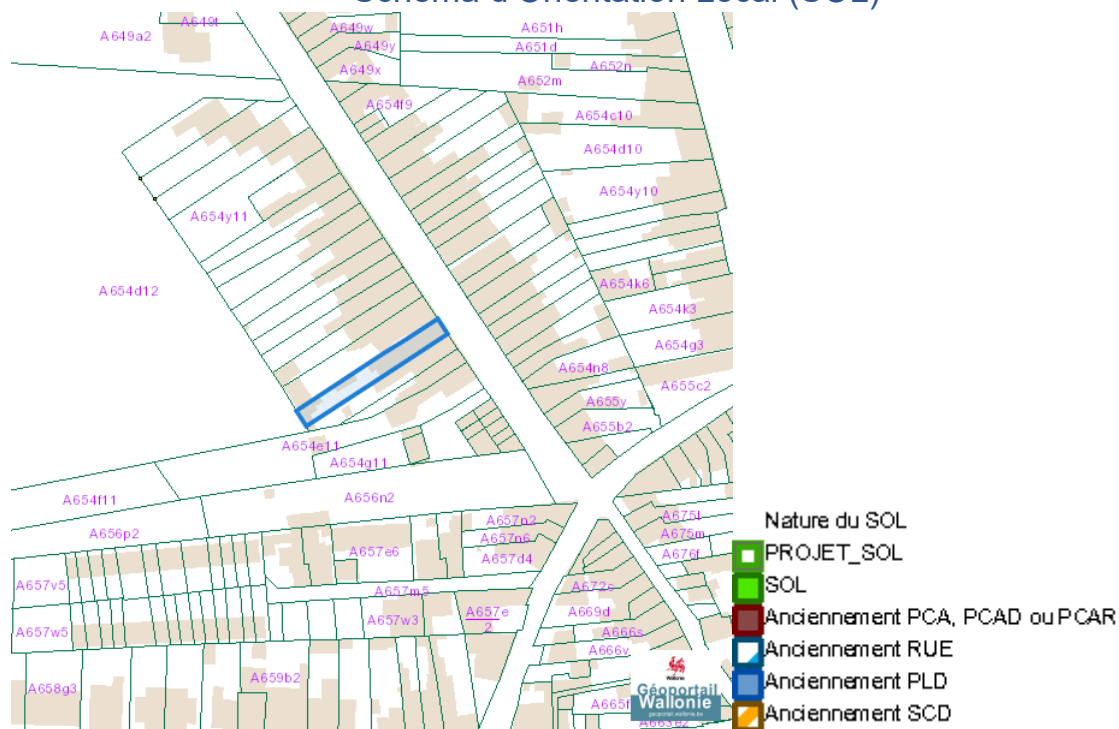 Schéma d'Orientation Local (SOL)
A649t
A649a2
A649w
A649y
A649x
A651h
A651d
A652n
A652m
A654f9
A654c10
A654d10
A654y10
A654y11
A654d12
A654k6
A654k3
A654g3
A654n8
A655c2
A655y
A655b2
A654e11
A654g11
A654f11
A656n2
A656p2
A657n2
A657n6
A657d4
A657e6
A675l
A675m
A676f
A657v5
A657m5
A672c
A669d
A657w5
A657w3
A657e
2
A666s
A666v
A658g3
A659b2
A665f
A663e2
Wallonie
Géoportail
Wallonie
geoportail.wallonie.be
Nature du SOL
PROJET_SOL
SOL
Anciennement PCA, PCAD ou PCAR
Anciennement RUE
Anciennement PLD
Anciennement SCD